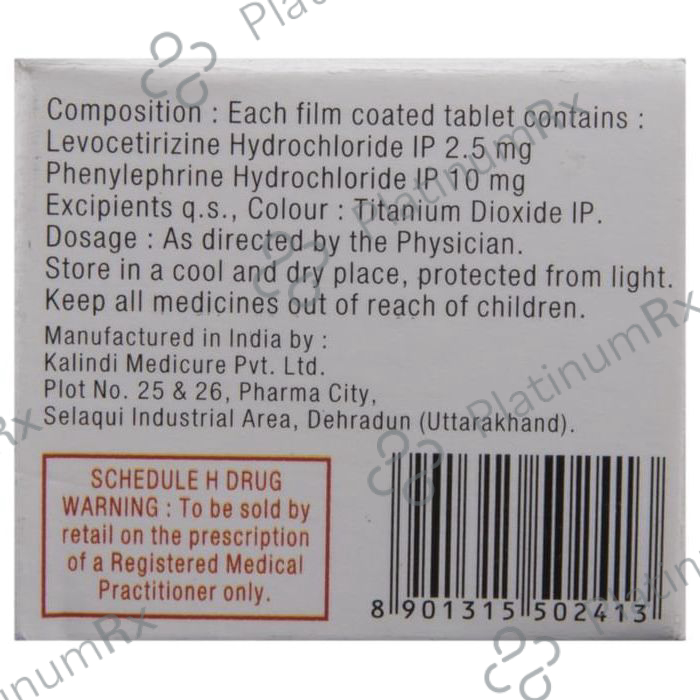 Composition : Each film coated tablet contains :
Levocetirizine Hydrochloride IP 2.5 mg
Phenylephrine Hydrochloride IP 10 mg
Excipients q.s., Colour : Titanium Dioxide IP.
Dosage : As directed by the Physician.
Store in a cool and dry place, protected from light.
Keep all medicines out of reach of children.
Manufactured in India by :
Kalindi Medicure Pvt. Ltd.
Plot No. 25 & 26, Pharma City,
Selaqui Industrial Area, Dehradun (Uttarakhand).
SCHEDULE H DRUG
WARNING : To be sold by
retail on the prescription
of a Registered Medical
Practitioner only.
8 901315 502413
PlatinumRx
PlatinumRx
PlatinumRx
PlatinumRx